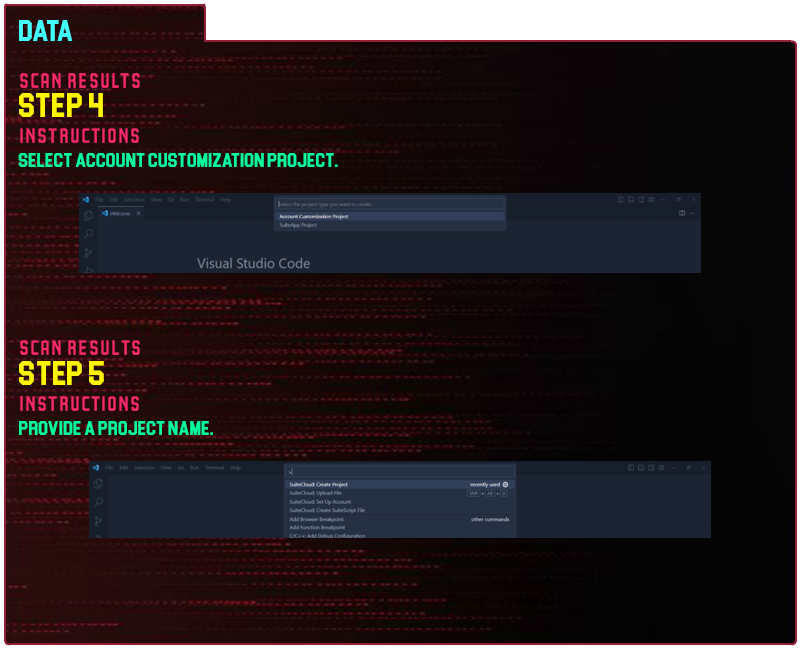 DATA
SCAN RESULTS
STEP 4
INSTRUCTIONS
SELECT ACCOUNT CUSTOMIZATION PROJECT.
File Edit Selection View Go Run Terminal Help
Select the project type you want to create
Welcome
Account Customization Project
SuiteApp Project
Visual Studio Code
SCAN RESULTS
STEP 5
INSTRUCTIONS
PROVIDE A PROJECT NAME.
File Edit Selection View Go Run Terminal Help
>
SuiteCloud: Create Project recently used
SuiteCloud: Upload File
SuiteCloud: Set Up Account
SuiteCloud: Create SuiteScript File
Add Browser Breakpoint other commands
Add Function Breakpoint
C/C++: Add Debug Configuration